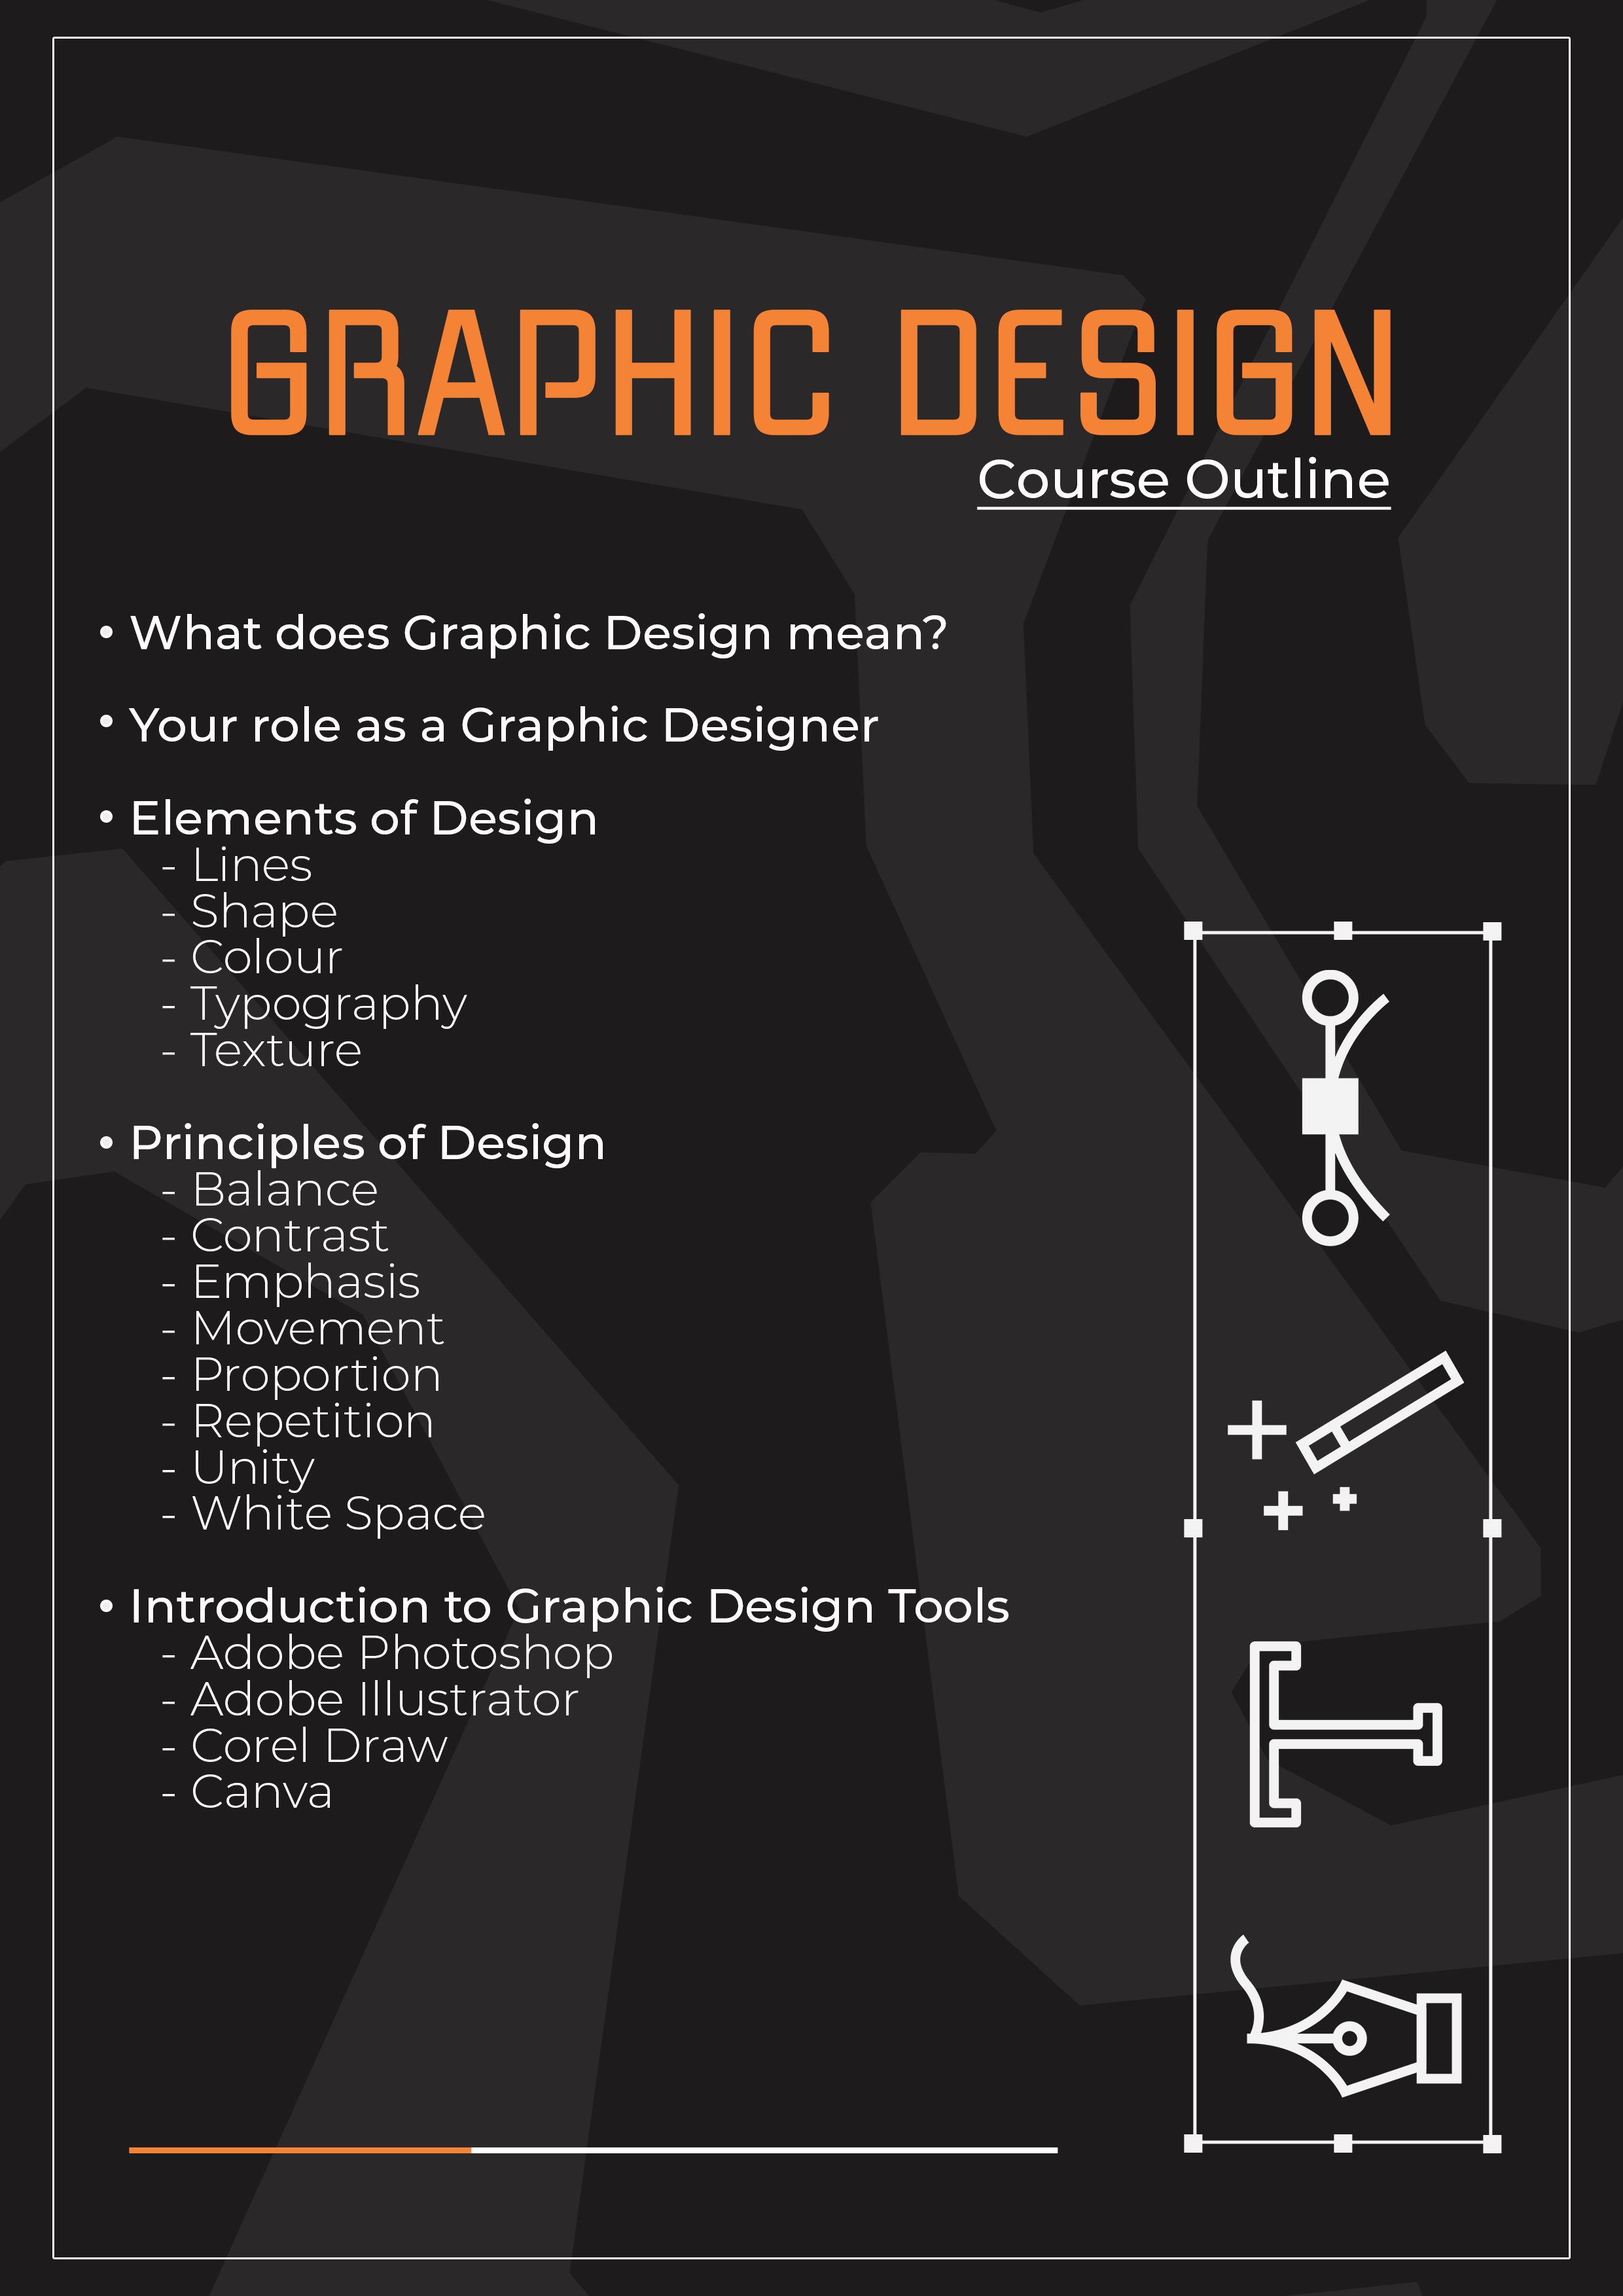 GRAPHIC DESIGN
Course Outline
• What does Graphic Design mean?
• Your role as a Graphic Designer
• Elements of Design
- Lines
- Shape
- Colour
- Typography
- Texture
• Principles of Design
- Balance
- Contrast
- Emphasis
- Movement
- Proportion
- Repetition
- Unity
- White Space
• Introduction to Graphic Design Tools
- Adobe Photoshop
- Adobe Illustrator
- Corel Draw
- Canva